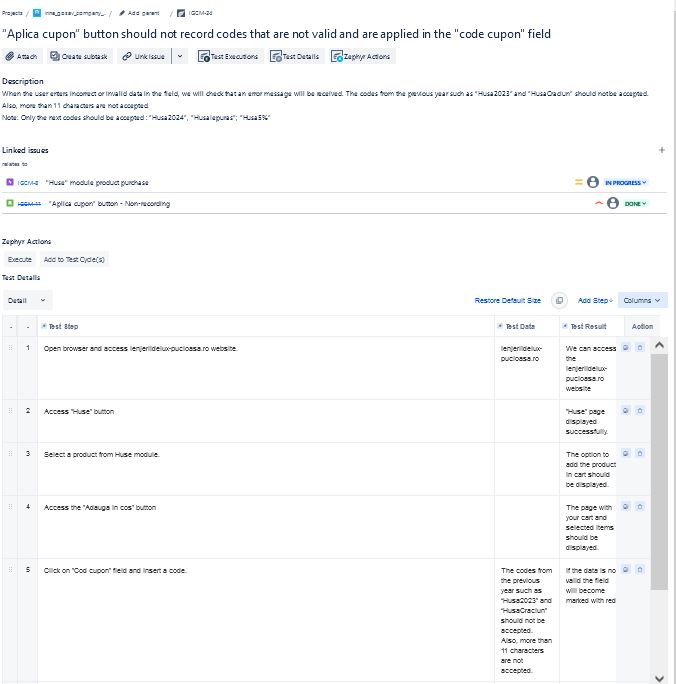 Projects / irina_gosav_company_... / Add parent / IGCM-26
"Aplica cupon" button should not record codes that are not valid and are applied in the "code cupon" field
Attach Create subtask Link issue Test Executions Test Details Zephyr Actions
Description
When the user enters incorrect or invalid data in the field, we will check that an error message will be received. The codes from the previous year such as "Husa2023" and "HusaCraciun" should not be accepted.
Also, more than 11 characters are not accepted
Note: Only the next codes should be accepted : "Husa2024", "HusaIepuras"; "Husa5%"
Linked issues
relates to
IGCM-8 "Huse" module product purchase IN PROGRESS
IGCM-11 "Aplica cupon" button - Non-recording DONE
Zephyr Actions
Execute Add to Test Cycle(s)
Test Details
Detail Restore Default Size Add Step+ Columns
- - Test Step Test Data Test Result Action
1 Open browser and access lenjeriidelux-pucioasa.ro website. lenjeriidelux- We can access
pucioasa.ro the
lenjeriidelux-
pucioasa.ro
website
2 Access "Huse" button "Huse" page
displayed
successfully.
3 Select a product from Huse module. The option to
add the product
in cart should
be displayed.
4 Access the "Adauga in cos" button The page with
your cart and
selected items
should be
displayed.
5 Click on "Cod cupon" field and insert a code. The codes from If the data is no
the previous valid the field
year such as will become
"Husa2023" and marked with red
"HusaCraciun"
should not be
accepted.
Also, more than
11 characters
are not
accepted.